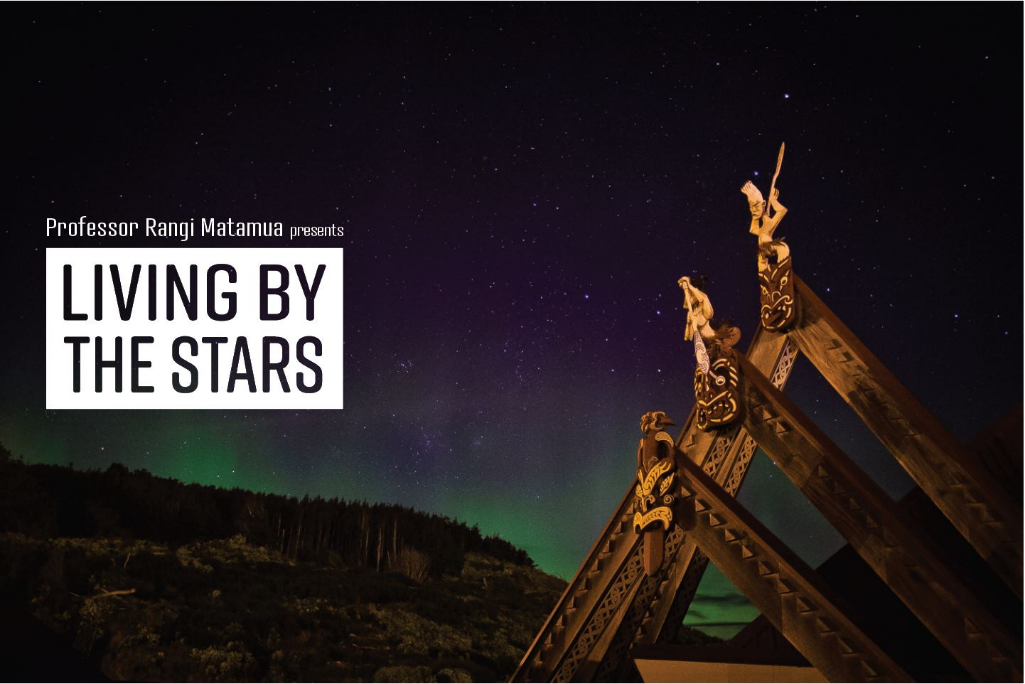 Professor Rangi Matamua presents
LIVING BY
THE STARS